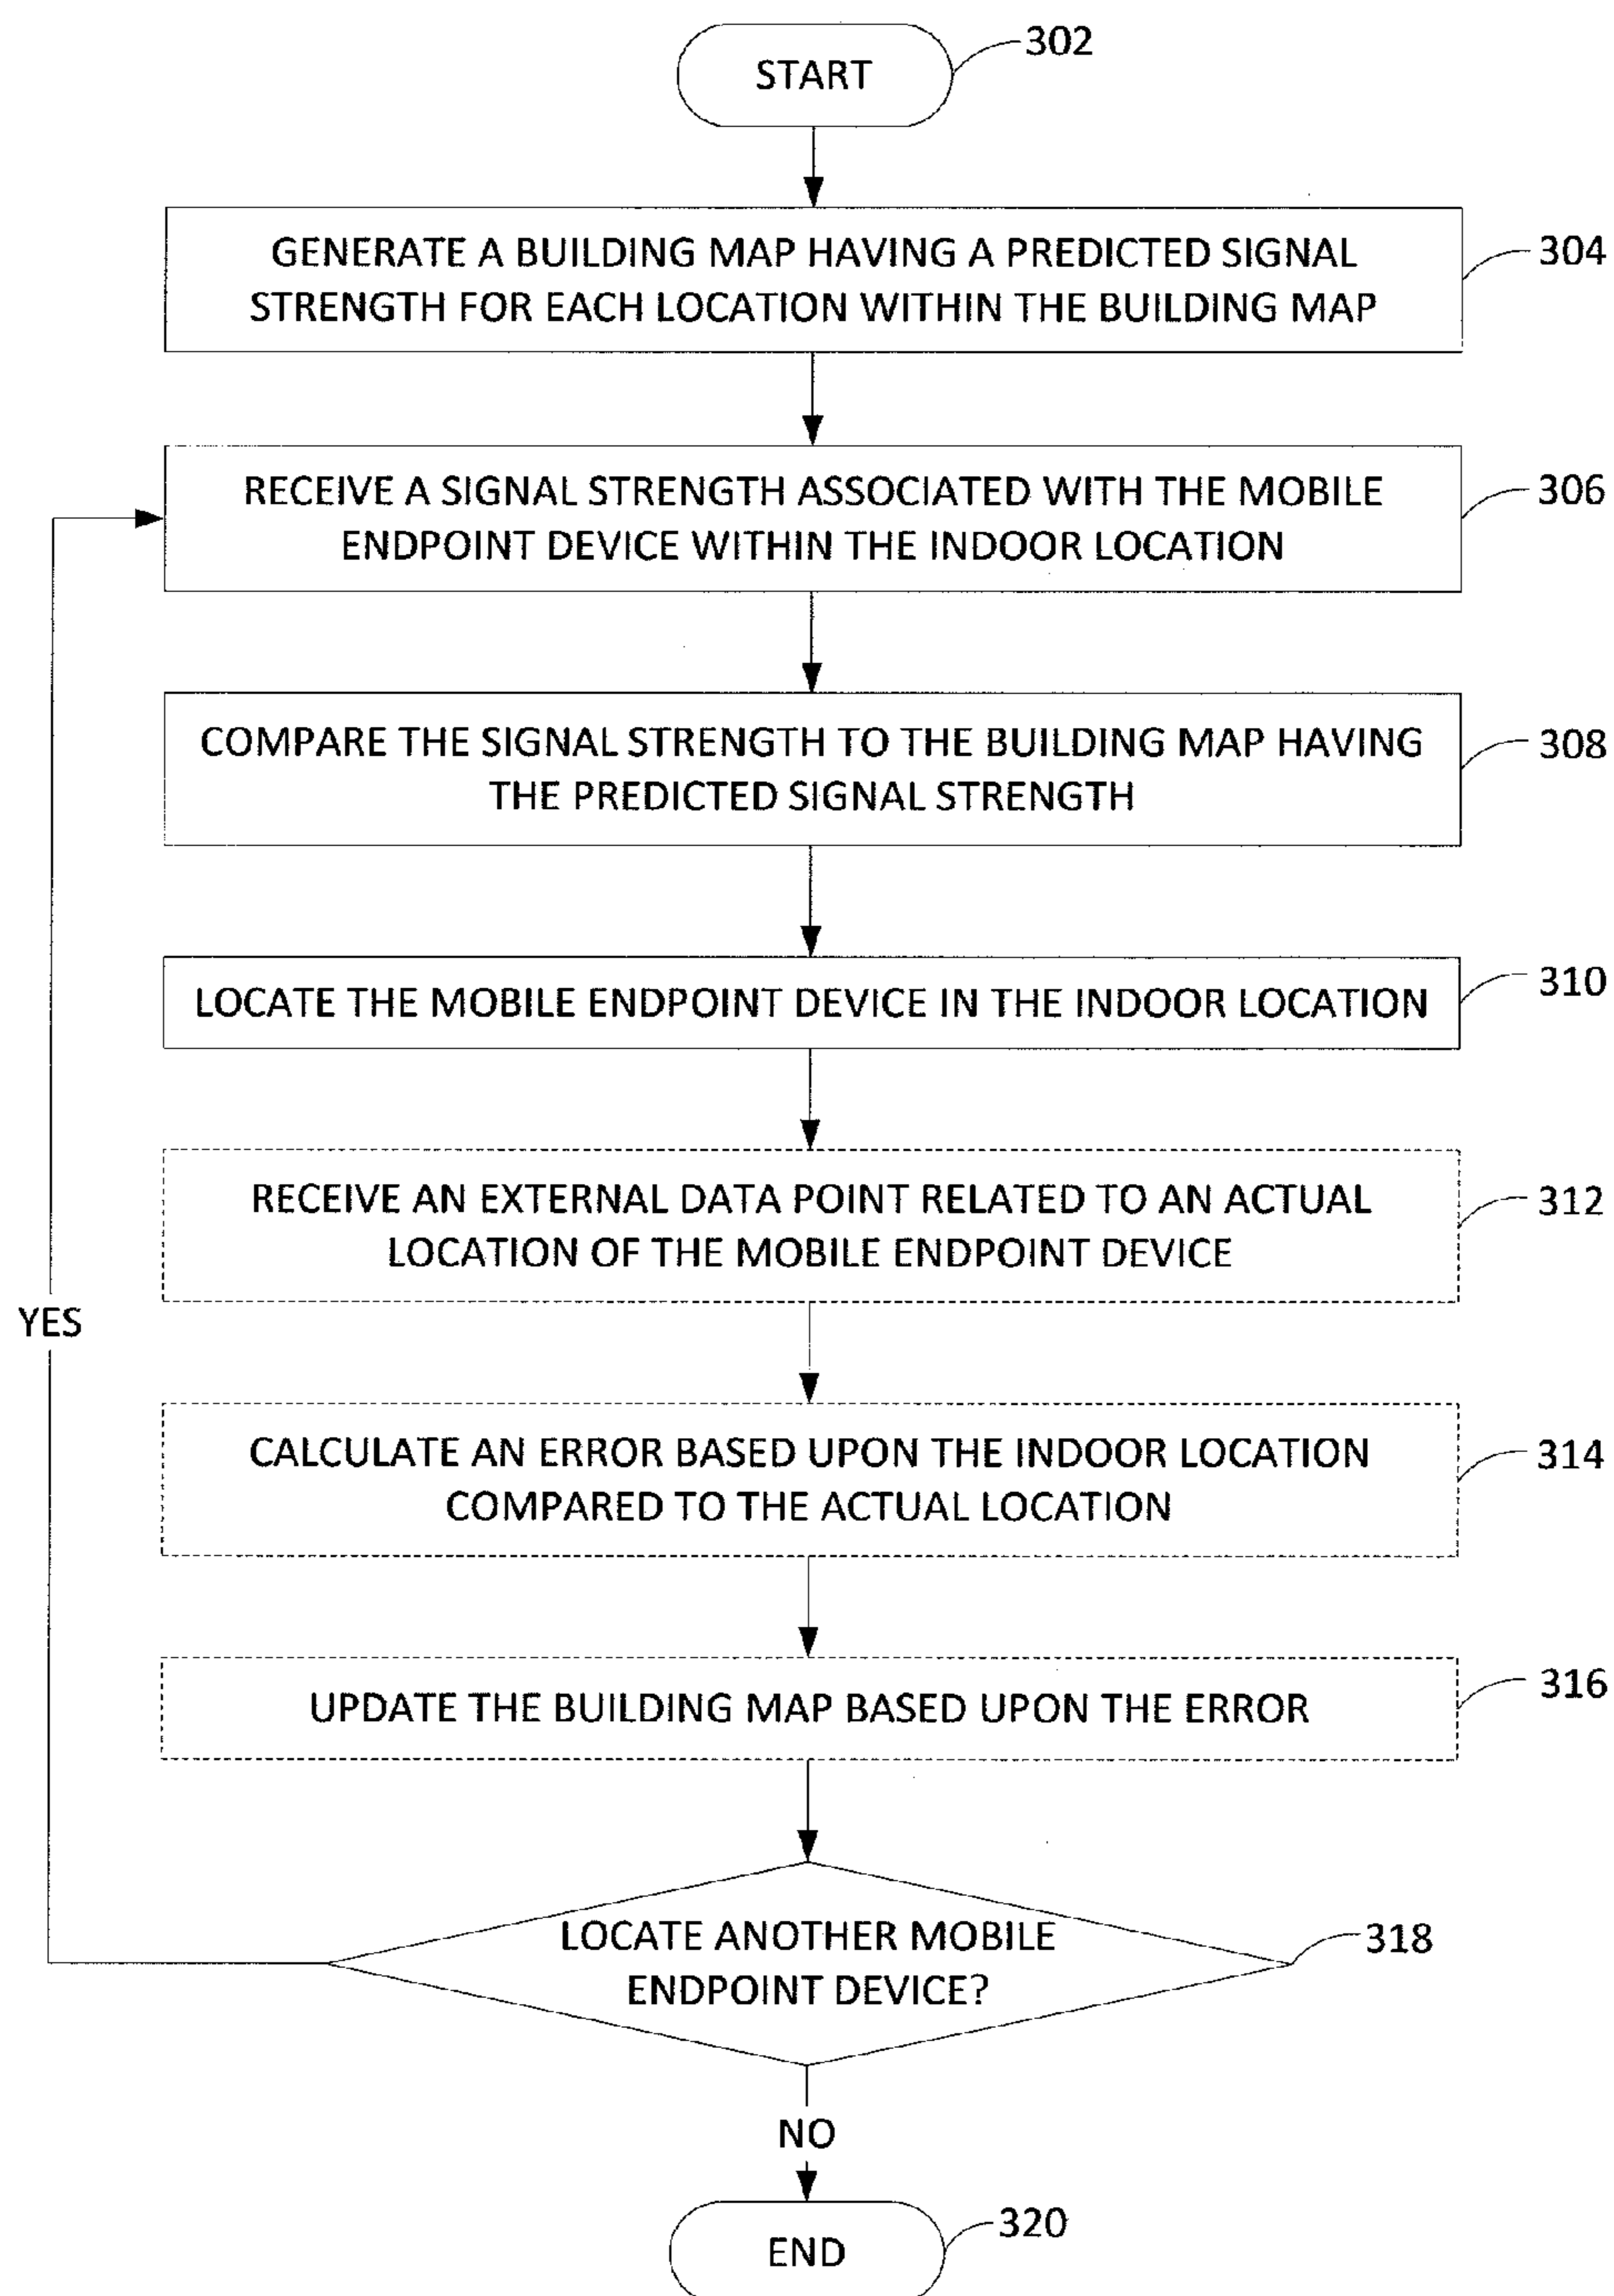 START
302
GENERATE A BUILDING MAP HAVING A PREDICTED SIGNAL
STRENGTH FOR EACH LOCATION WITHIN THE BUILDING MAP
304
RECEIVE A SIGNAL STRENGTH ASSOCIATED WITH THE MOBILE
ENDPOINT DEVICE WITHIN THE INDOOR LOCATION
306
COMPARE THE SIGNAL STRENGTH TO THE BUILDING MAP HAVING
THE PREDICTED SIGNAL STRENGTH
308
LOCATE THE MOBILE ENDPOINT DEVICE IN THE INDOOR LOCATION
310
RECEIVE AN EXTERNAL DATA POINT RELATED TO AN ACTUAL
LOCATION OF THE MOBILE ENDPOINT DEVICE
312
YES
CALCULATE AN ERROR BASED UPON THE INDOOR LOCATION
COMPARED TO THE ACTUAL LOCATION
314
UPDATE THE BUILDING MAP BASED UPON THE ERROR
316
LOCATE ANOTHER MOBILE
ENDPOINT DEVICE?
318
NO
END
320